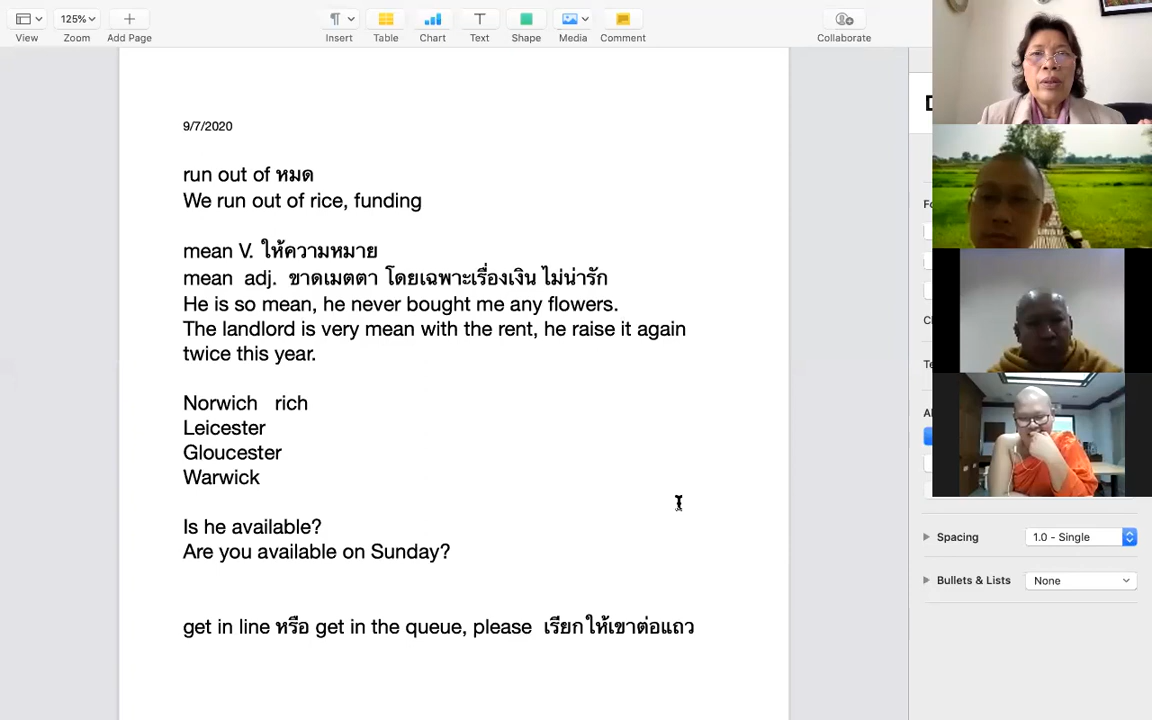 View
125%
Zoom
Add Page
Insert
Table
Chart
Text
Shape
Media
Comment
Collaborate
9/7/2020
run out of หมด
We run out of rice, funding
mean V. ให้ความหมาย
mean adj. ขาดเมตตา โดยเฉพาะเรื่องเงิน ไม่น่ารัก
He is so mean, he never bought me any flowers.
The landlord is very mean with the rent, he raise it again
twice this year.
Norwich rich
Leicester
Gloucester
Warwick
Is he available?
Are you available on Sunday?
get in line หรือ get in the queue, please เรียกให้เขาต่อแถว
Spacing
1.0 - Single
Bullets & Lists
None